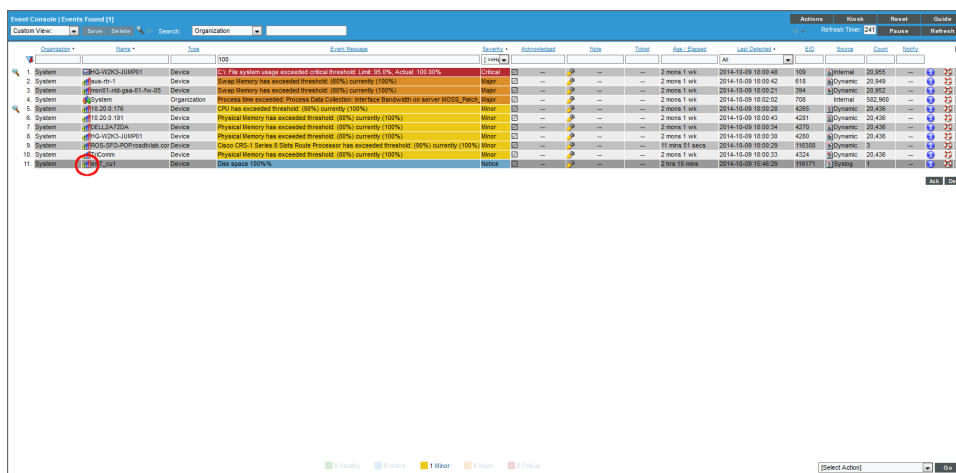 Event Console | Events Found [1] Actions Kiosk Reset Guide
Custom View: Save Delete Search: Organization Refresh Timer: 241 Pause Refresh
Organization Name Type Event Message Severity Acknowledged Note Ticket Age / Elapsed Last Detected EID Source Count Notify
100 All
1. System HQ-W2K3-JUMP01 Device C:\: File system usage exceeded critical threshold: Limit: 95.0%, Actual: 100.00% Critical -- -- -- 2 mons 1 wk 2014-10-09 18:00:48 109 Internal 20,955 --
2. System aus-rtr-1 Device Swap Memory has exceeded threshold: (80%) currently (100%) Major -- -- -- 2 mons 1 wk 2014-10-09 18:00:42 618 Dynamic 20,949 --
3. System mon01-nld-gsa-01-fw-05 Device Swap Memory has exceeded threshold: (80%) currently (100%) Major -- -- -- 2 mons 1 wk 2014-10-09 18:00:21 394 Dynamic 20,952 --
4. System System Organization Process time exceeded: Process Data Collection: Interface Bandwidth on server MOSS_Patch_ Major -- -- -- 2 mons 1 wk 2014-10-09 18:02:02 708 Internal 582,960 --
5. System 10.20.0.176 Device CPU has exceeded threshold: (90%) currently (100%) Minor -- -- -- 2 mons 1 wk 2014-10-09 18:00:28 4265 Dynamic 20,436 --
6. System 10.20.0.191 Device Physical Memory has exceeded threshold: (80%) currently (100%) Minor -- -- -- 2 mons 1 wk 2014-10-09 18:00:43 4281 Dynamic 20,436 --
7. System DELL2A72DA Device Physical Memory has exceeded threshold: (80%) currently (100%) Minor -- -- -- 2 mons 1 wk 2014-10-09 18:00:34 4270 Dynamic 20,436 --
8. System HQ-W2K3-JUMP01 Device Physical Memory has exceeded threshold: (80%) currently (100%) Minor -- -- -- 2 mons 1 wk 2014-10-09 18:00:30 4280 Dynamic 20,436 --
9. System Device Cisco CRS-1 Series 8 Slots Route Processor has exceeded threshold: (90%) currently (100%) Minor -- -- -- 11 mins 51 secs 2014-10-09 18:00:29 116308 Dynamic 3 --
10. System TriComm Device Physical Memory has exceeded threshold: (80%) currently (100%) Minor -- -- -- 2 mons 1 wk 2014-10-09 18:00:33 4324 Dynamic 20,436 --
11. System Device Disk space 100%% Notice -- -- -- 2 hrs 15 mins 2014-10-09 15:46:29 116171 Syslog 1 --
Ack De
0 Healthy 0 Notice 1 Minor 0 Major 0 Critical [Select Action] Go